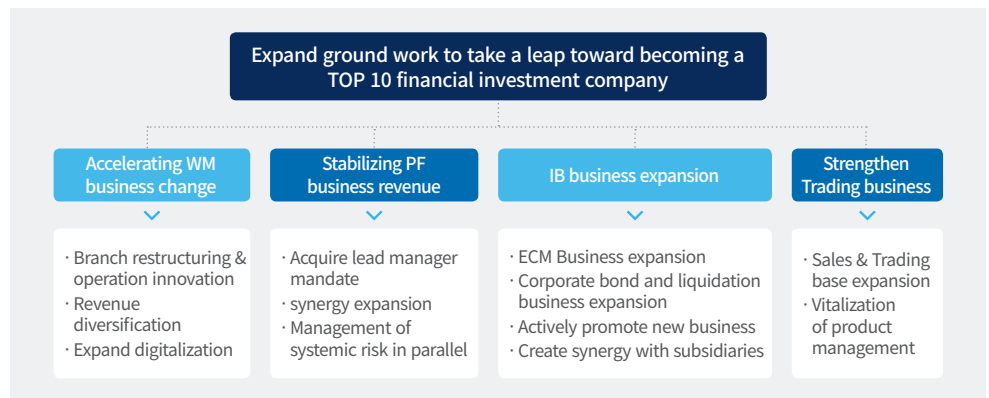 Expand ground work to take a leap toward becoming a
TOP 10 financial investment company
Accelerating WM
business change
· Branch restructuring &
operation innovation
· Revenue
diversification
· Expand digitalization
Stabilizing PF
business revenue
· Acquire lead manager
mandate
· synergy expansion
· Management of
systemic risk in parallel
IB business expansion
· ECM Business expansion
· Corporate bond and liquidation
business expansion
· Actively promote new business
· Create synergy with subsidiaries
Strengthen
Trading business
· Sales & Trading
base expansion
· Vitalization
of product
management